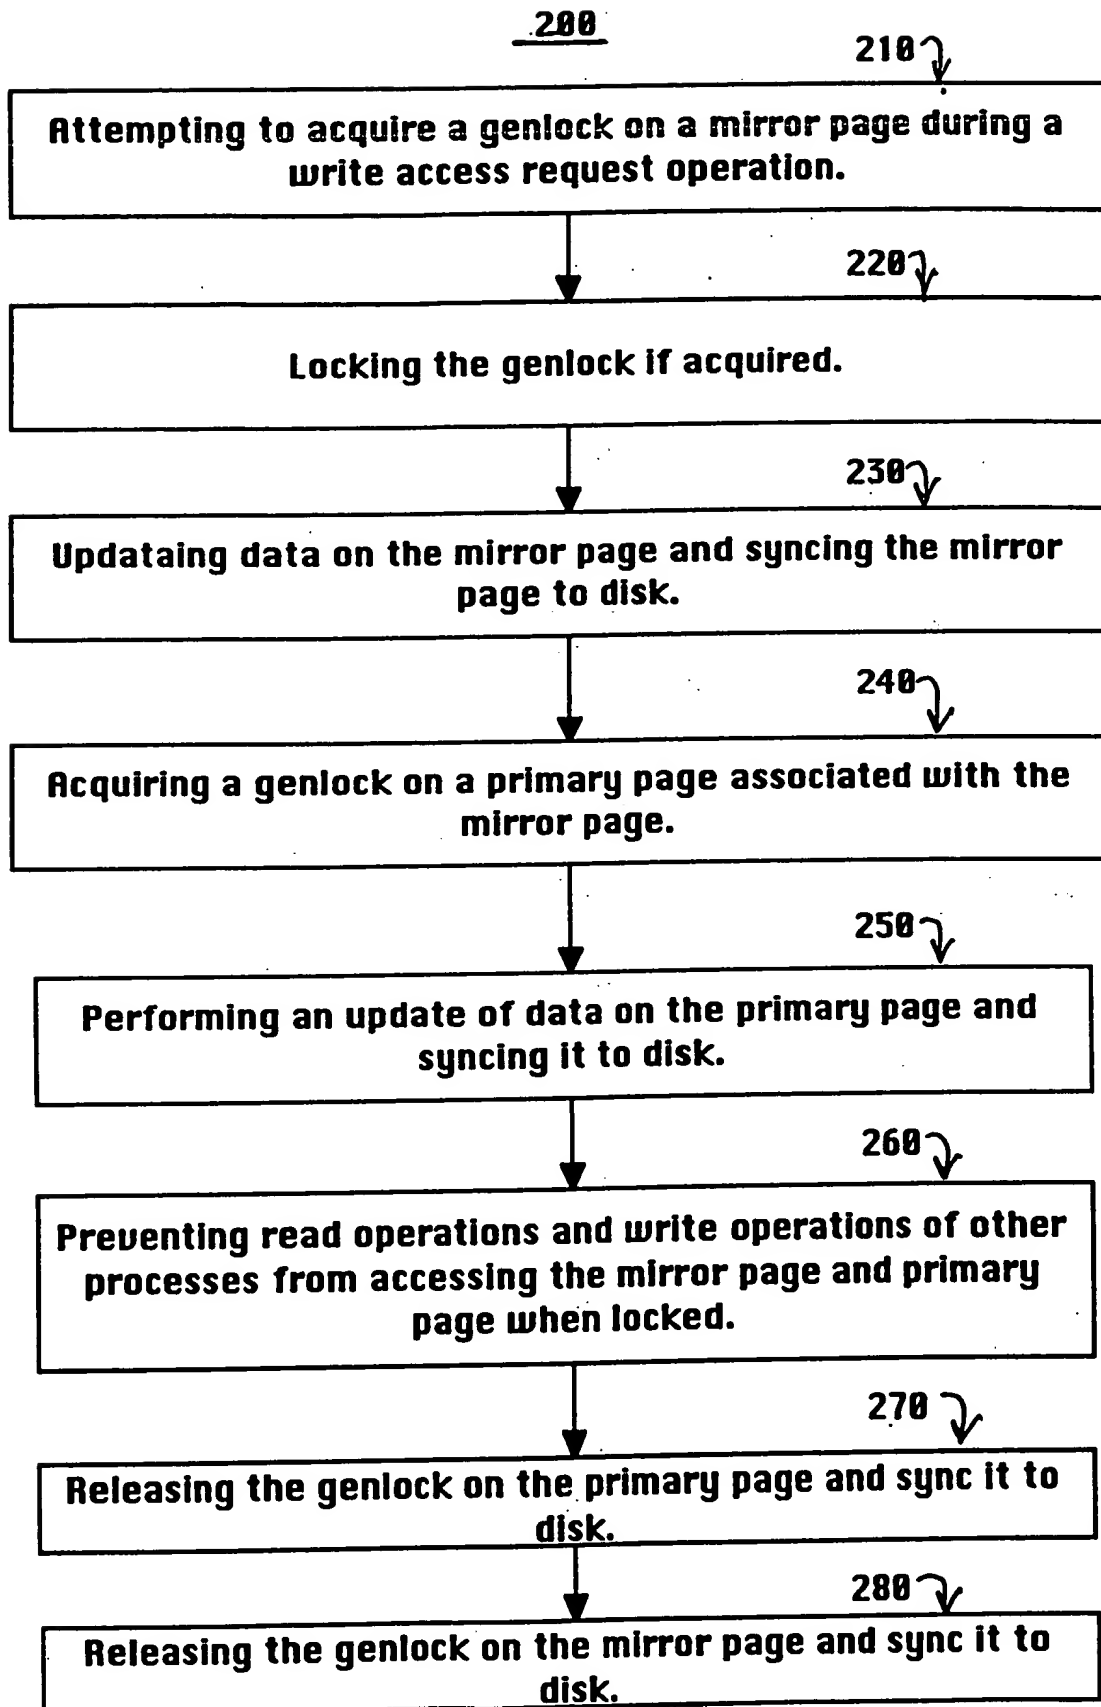 200
210
Attempting to acquire a genlock on a mirror page during a
write access request operation.
220
Locking the genlock if acquired.
230
Updataing data on the mirror page and syncing the mirror
page to disk.
240
Acquiring a genlock on a primary page associated with the
mirror page.
250
Performing an update of data on the primary page and
syncing it to disk.
260
Preventing read operations and write operations of other
processes from accessing the mirror page and primary
page when locked.
270
Releasing the genlock on the primary page and sync it to
disk.
280
Releasing the genlock on the mirror page and sync it to
disk.